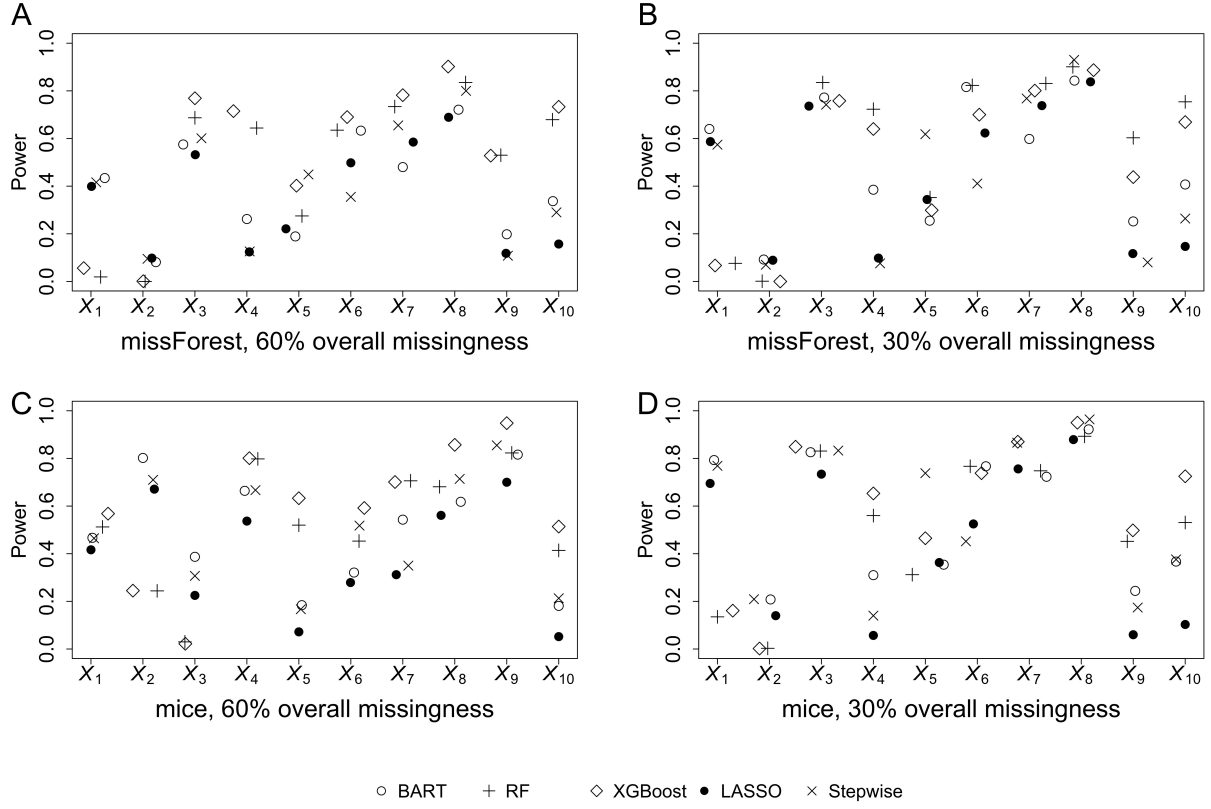 A
B
Power
0.0 0.2 0.4 0.6 0.8 1.0
X1 X2 X3 X4 X5 X6 X7 X8 X9 X10
missForest, 60% overall missingness
Power
0.0 0.2 0.4 0.6 0.8 1.0
X1 X2 X3 X4 X5 X6 X7 X8 X9 X10
missForest, 30% overall missingness
C
D
Power
0.0 0.2 0.4 0.6 0.8 1.0
X1 X2 X3 X4 X5 X6 X7 X8 X9 X10
mice, 60% overall missingness
Power
0.0 0.2 0.4 0.6 0.8 1.0
X1 X2 X3 X4 X5 X6 X7 X8 X9 X10
mice, 30% overall missingness
BART RF XGBoost LASSO Stepwise